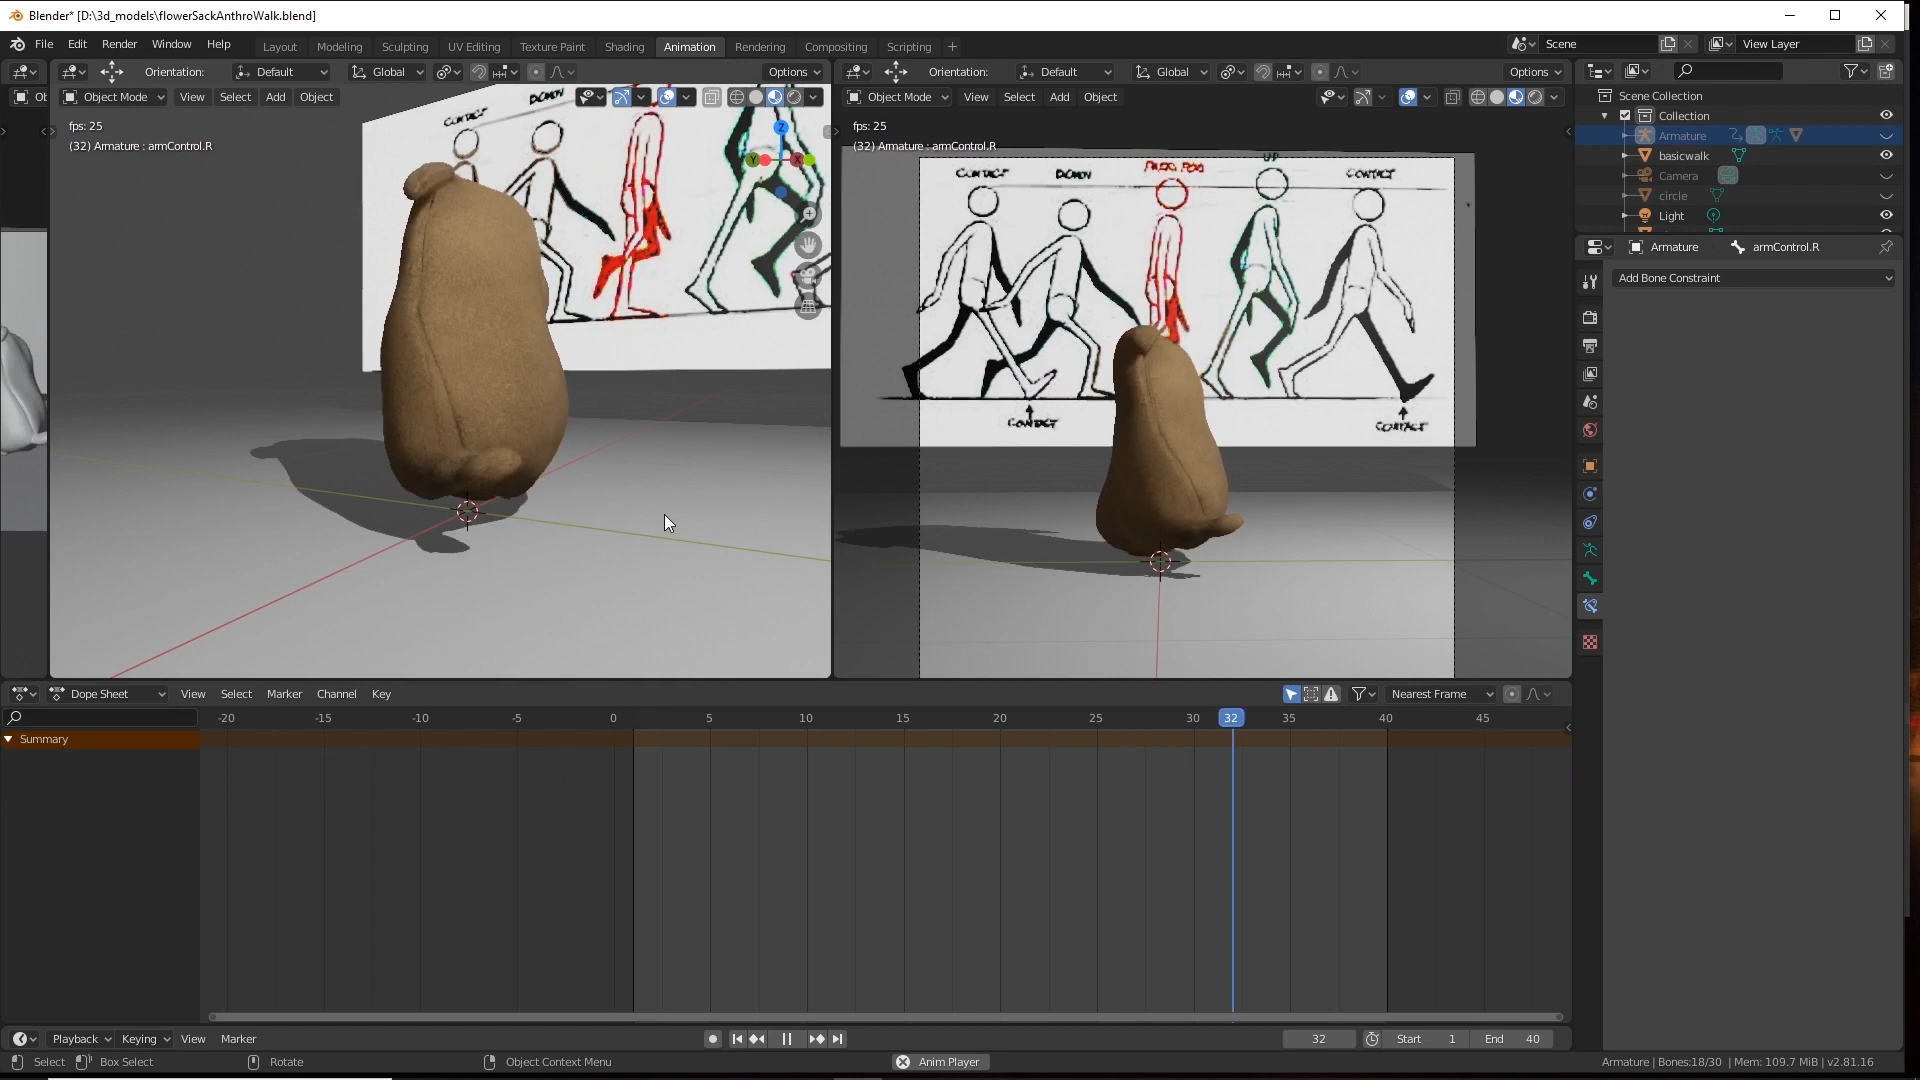 Blender* [D:\3d_models\flowerSackAnthroWalk.blend]
File Edit Render Window Help Layout Modeling Sculpting UV Editing Texture Paint Shading Animation Rendering Compositing Scripting + Scene View Layer
Orientation: Default Global Options
Orientation: Default Global Options
Ob
Object Mode View Select Add Object
Object Mode View Select Add Object
fps: 25
(32) Armature : armControl.R
fps: 25
(32) Armature : armControl.R
Z
Y
X
CONTACT DOWN
CONTACT DOWN PASS POS UP CONTACT
CONTACT CONTACT
Scene Collection
Collection
Armature
basicwalk
Camera
circle
Light
Armature armControl.R
Add Bone Constraint
Dope Sheet View Select Marker Channel Key Nearest Frame
-20 -15 -10 -5 0 5 10 15 20 25 30 32 35 40 45
Summary
Playback Keying View Marker 32 Start 1 End 40
Select Box Select Rotate Object Context Menu Anim Player Armature | Bones:18/30 | Mem: 109.7 MiB | v2.81.16